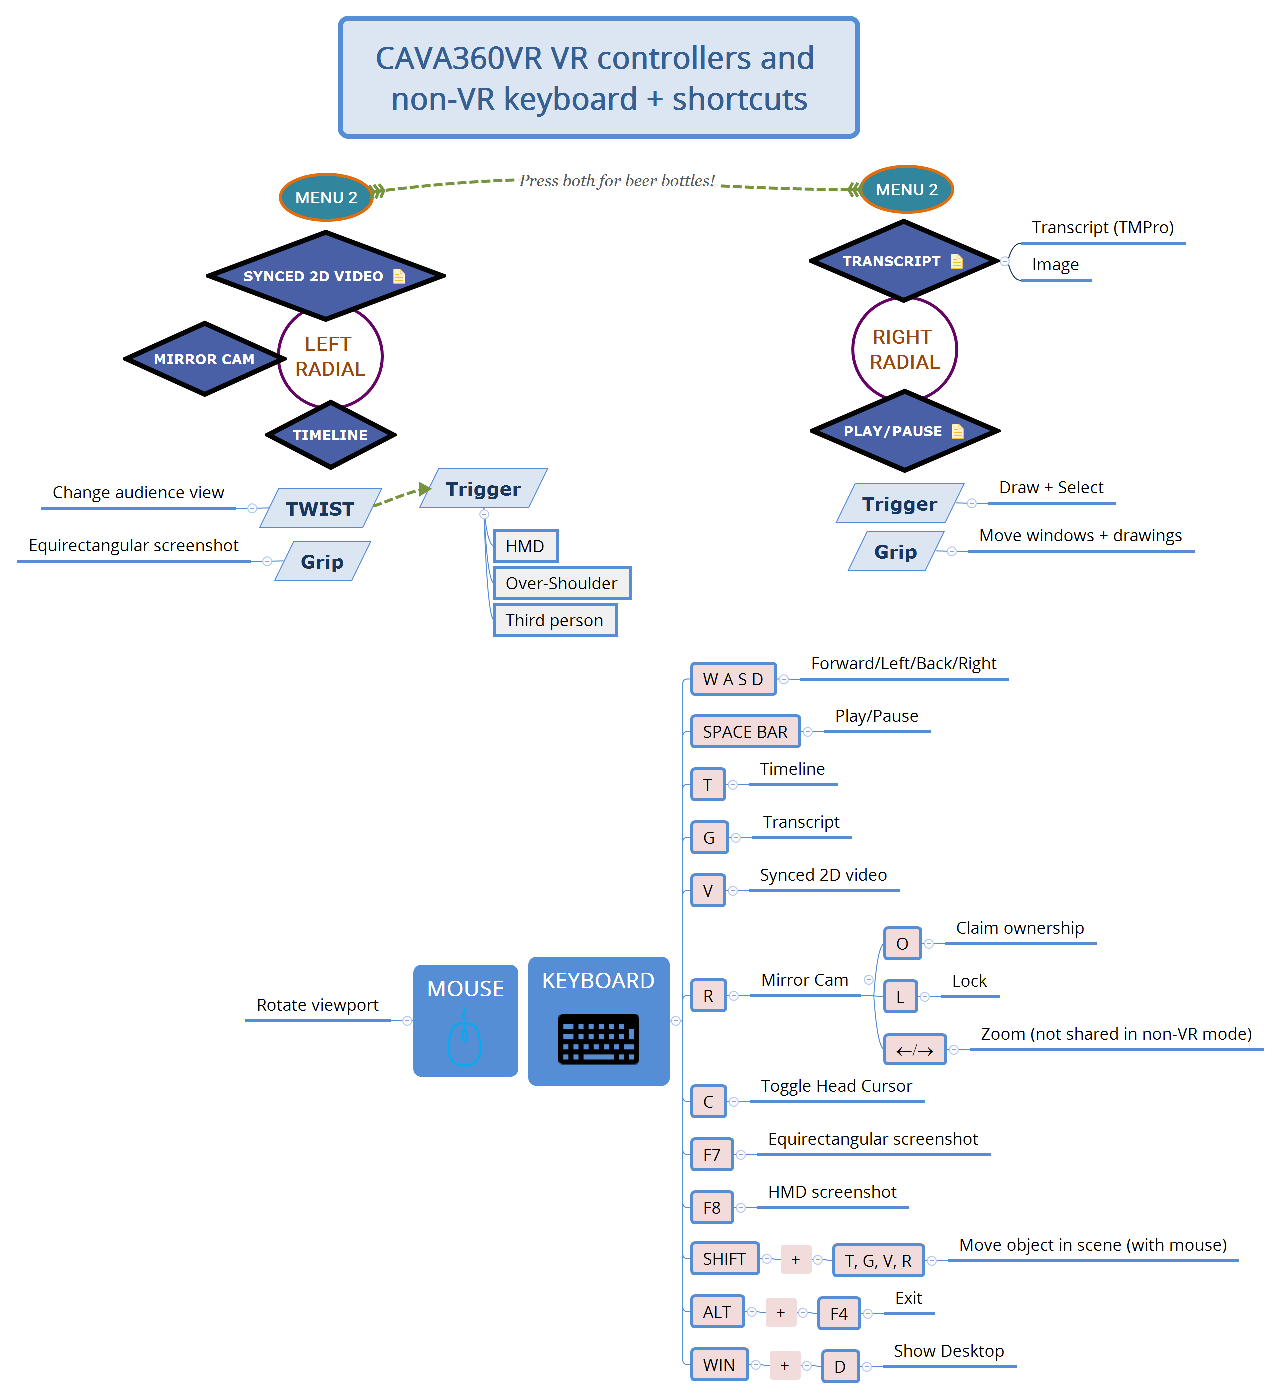 CAVA360VR VR controllers and
non-VR keyboard + shortcuts
MENU 2
Press both for beer bottles!
MENU 2
SYNCED 2D VIDEO
MIRROR CAM
LEFT
RADIAL
TIMELINE
TRANSCRIPT
Transcript (TMPro)
Image
RIGHT
RADIAL
PLAY/PAUSE
Change audience view
TWIST
Trigger
Equirectangular screenshot
Grip
HMD
Over-Shoulder
Third person
Trigger
Draw + Select
Grip
Move windows + drawings
Rotate viewport
MOUSE
KEYBOARD
W A S D
Forward/Left/Back/Right
SPACE BAR
Play/Pause
T
Timeline
G
Transcript
V
Synced 2D video
R
Mirror Cam
O
Claim ownership
L
Lock
←/→
Zoom (not shared in non-VR mode)
C
Toggle Head Cursor
F7
Equirectangular screenshot
F8
HMD screenshot
SHIFT + T, G, V, R
Move object in scene (with mouse)
ALT + F4
Exit
WIN + D
Show Desktop